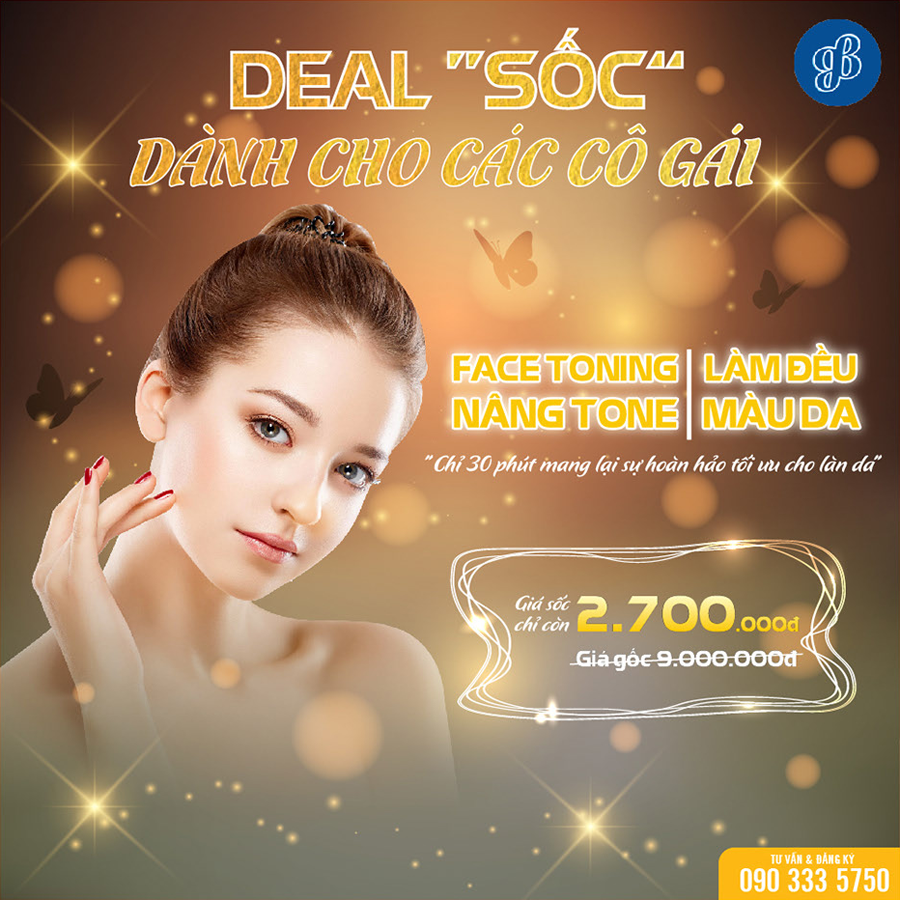 gB
DEAL "SỐC"
DÀNH CHO CÁC CÔ GÁI
FACE TONING | LÀM ĐỀU
NÂNG TONE | MÀU DA
"Chỉ 30 phút mang lại sự hoàn hảo tối ưu cho làn da"
Giá sốc
chỉ còn 2.700.000đ
Giá gốc 9.000.000đ
TƯ VẤN & ĐĂNG KÝ
090 333 5750